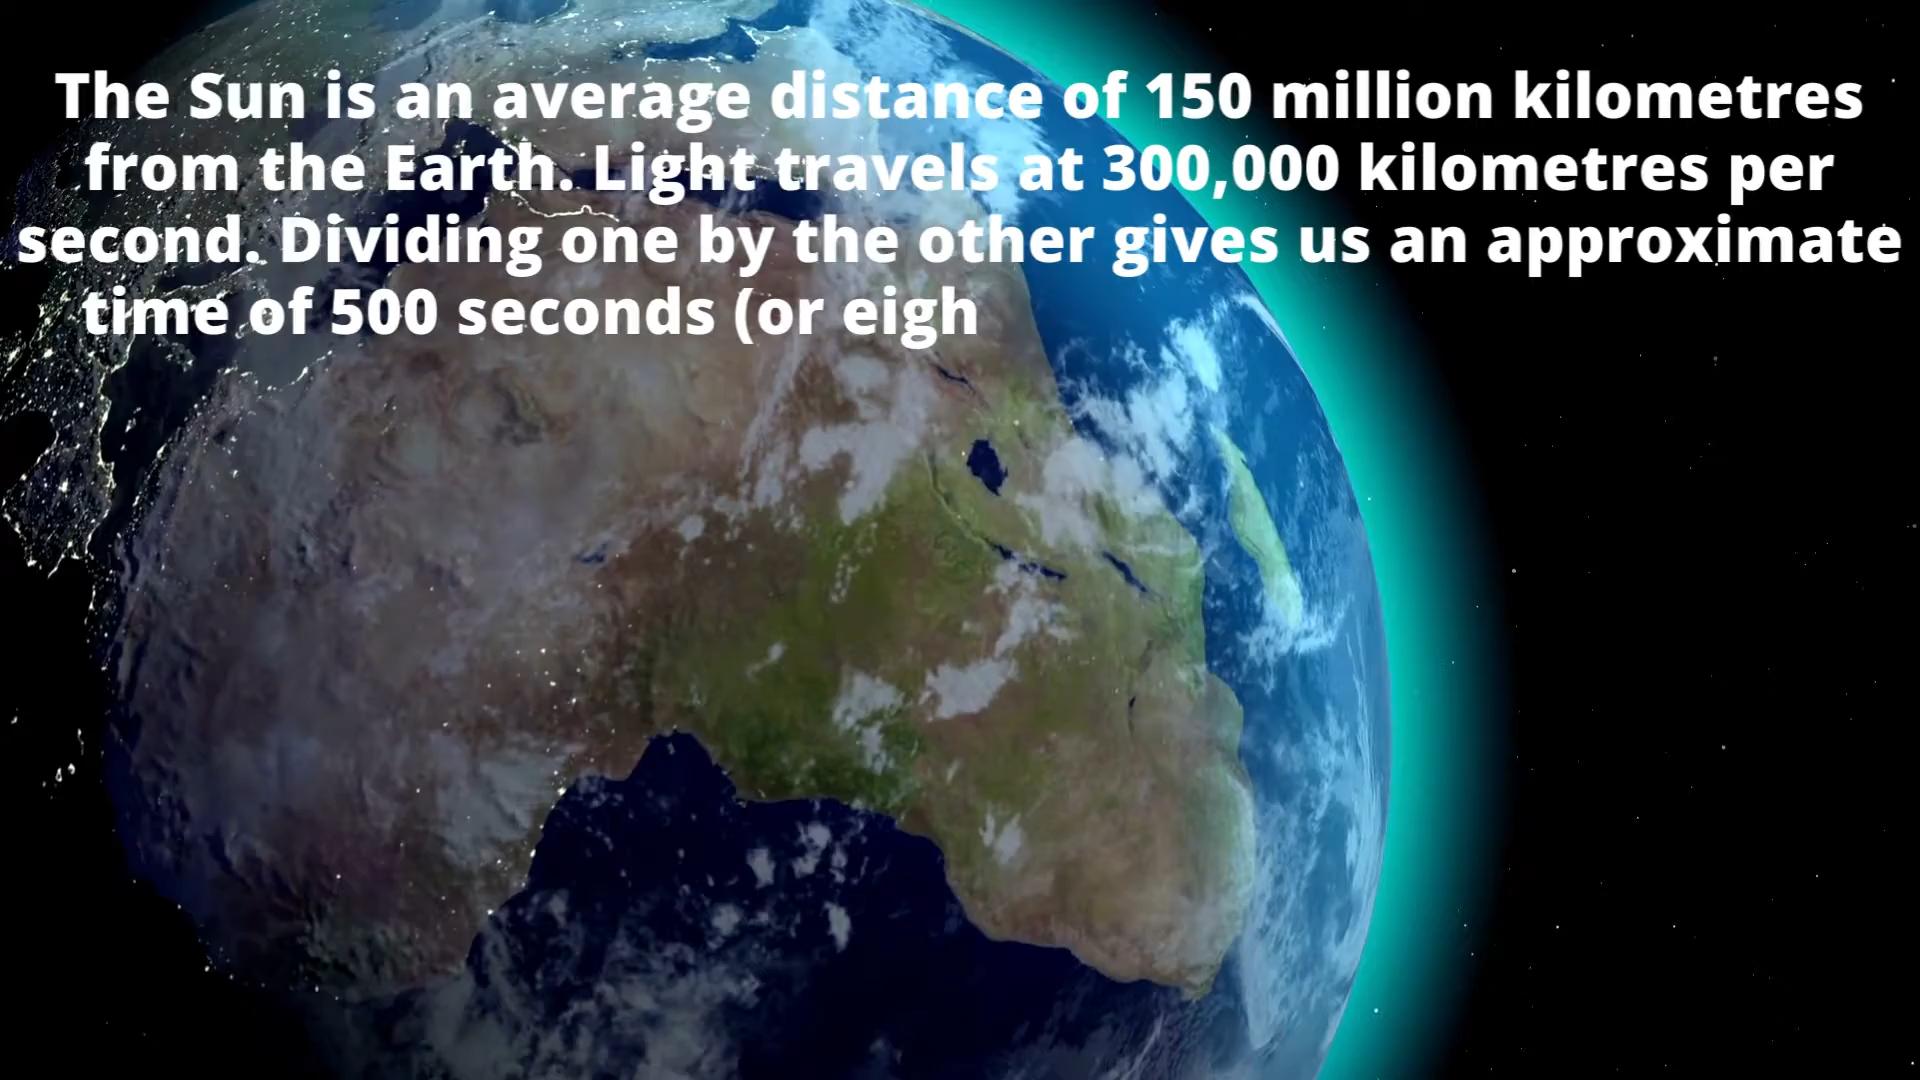 The Sun is an average distance of 150 million kilometres
from the Earth. Light travels at 300,000 kilometres per
second. Dividing one by the other gives us an approximate
time of 500 seconds (or eigh